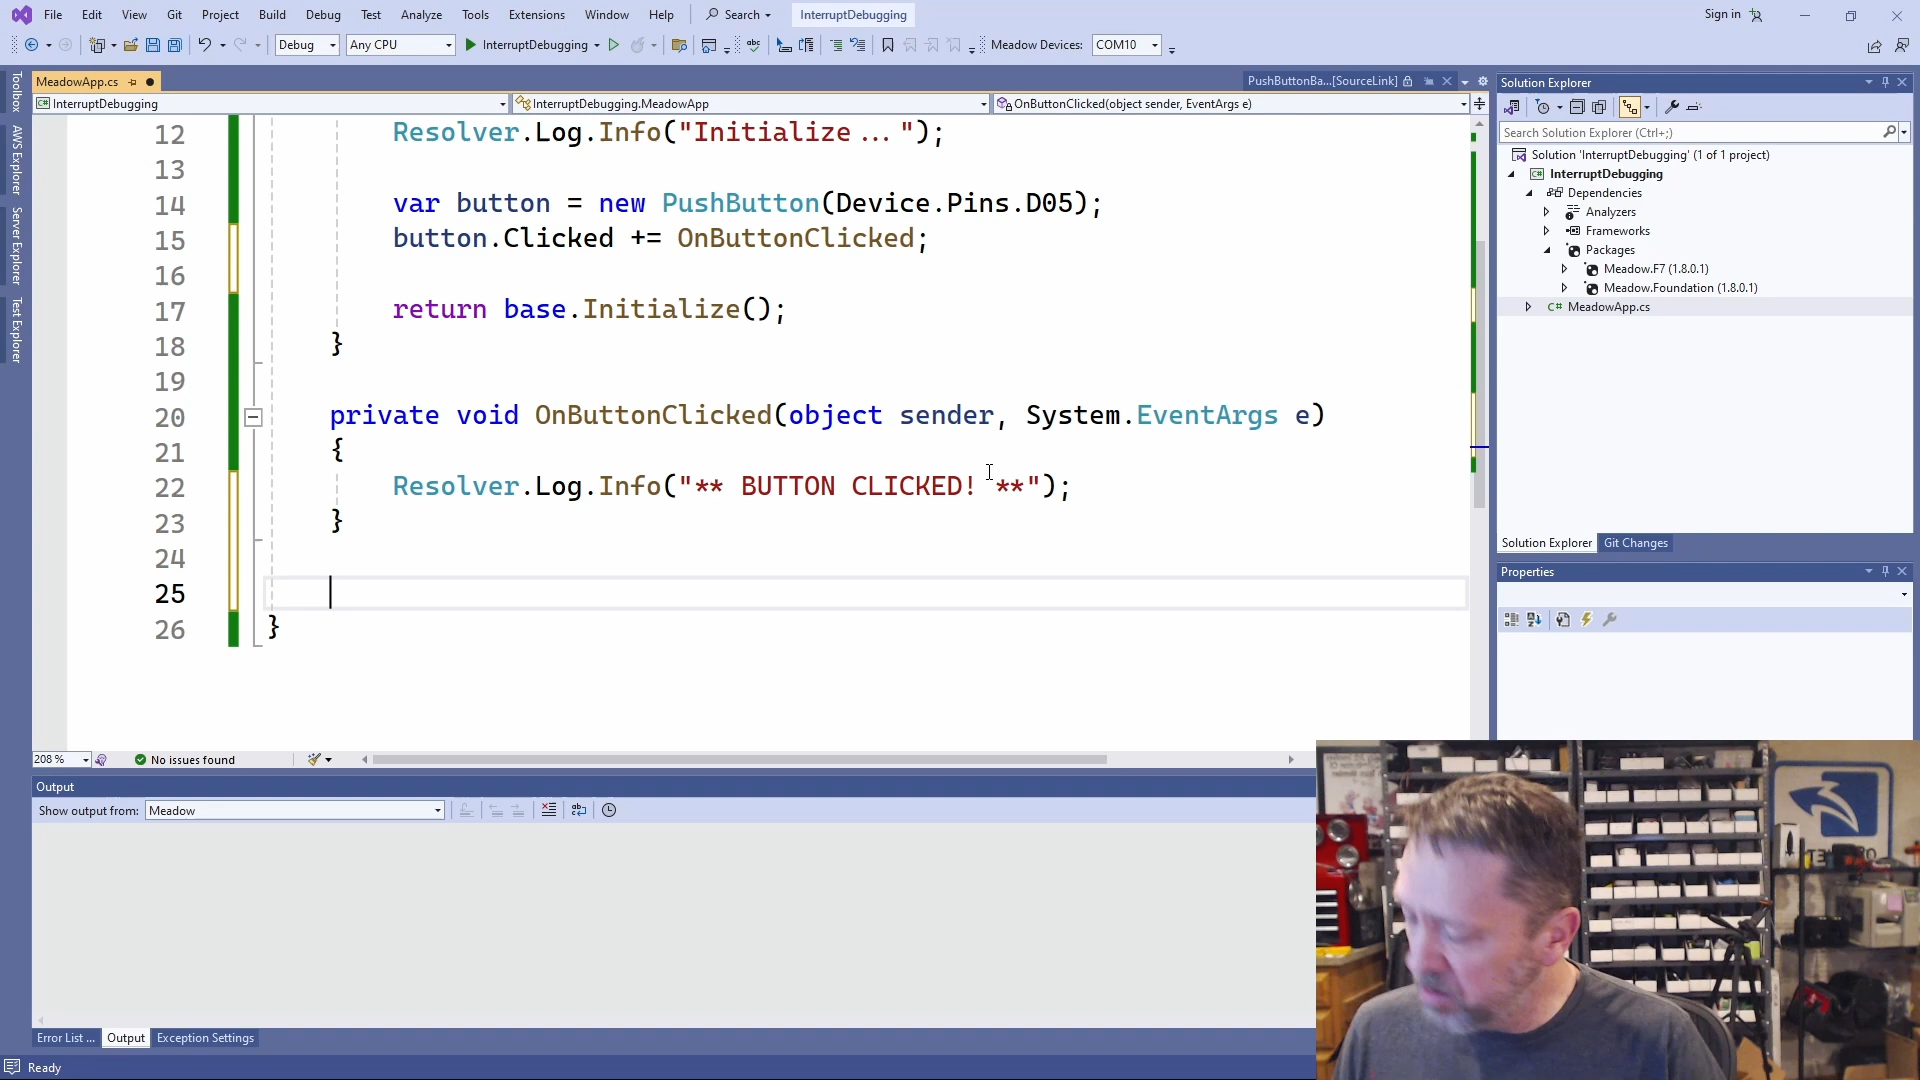 File Edit View Git Project Build Debug Test Analyze Tools Extensions Window Help Search InterruptDebugging Sign in
Debug Any CPU InterruptDebugging Meadow Devices: COM10
MeadowApp.cs PushButtonBa...[SourceLink]
InterruptDebugging InterruptDebugging.MeadowApp OnButtonClicked(object sender, EventArgs e)
Toolbox
AWS Explorer
Server Explorer
Test Explorer
12 Resolver.Log.Info("Initialize ... ");
13
14 var button = new PushButton(Device.Pins.D05);
15 button.Clicked += OnButtonClicked;
16
17 return base.Initialize();
18 }
19
20 private void OnButtonClicked(object sender, System.EventArgs e)
21 {
22 Resolver.Log.Info("** BUTTON CLICKED! **");
23 }
24
25
26 }
208 % No issues found
Output
Show output from: Meadow
Error List ... Output Exception Settings
Ready
Solution Explorer
Search Solution Explorer (Ctrl+;)
Solution 'InterruptDebugging' (1 of 1 project)
InterruptDebugging
Dependencies
Analyzers
Frameworks
Packages
Meadow.F7 (1.8.0.1)
Meadow.Foundation (1.8.0.1)
C# MeadowApp.cs
Solution Explorer Git Changes
Properties